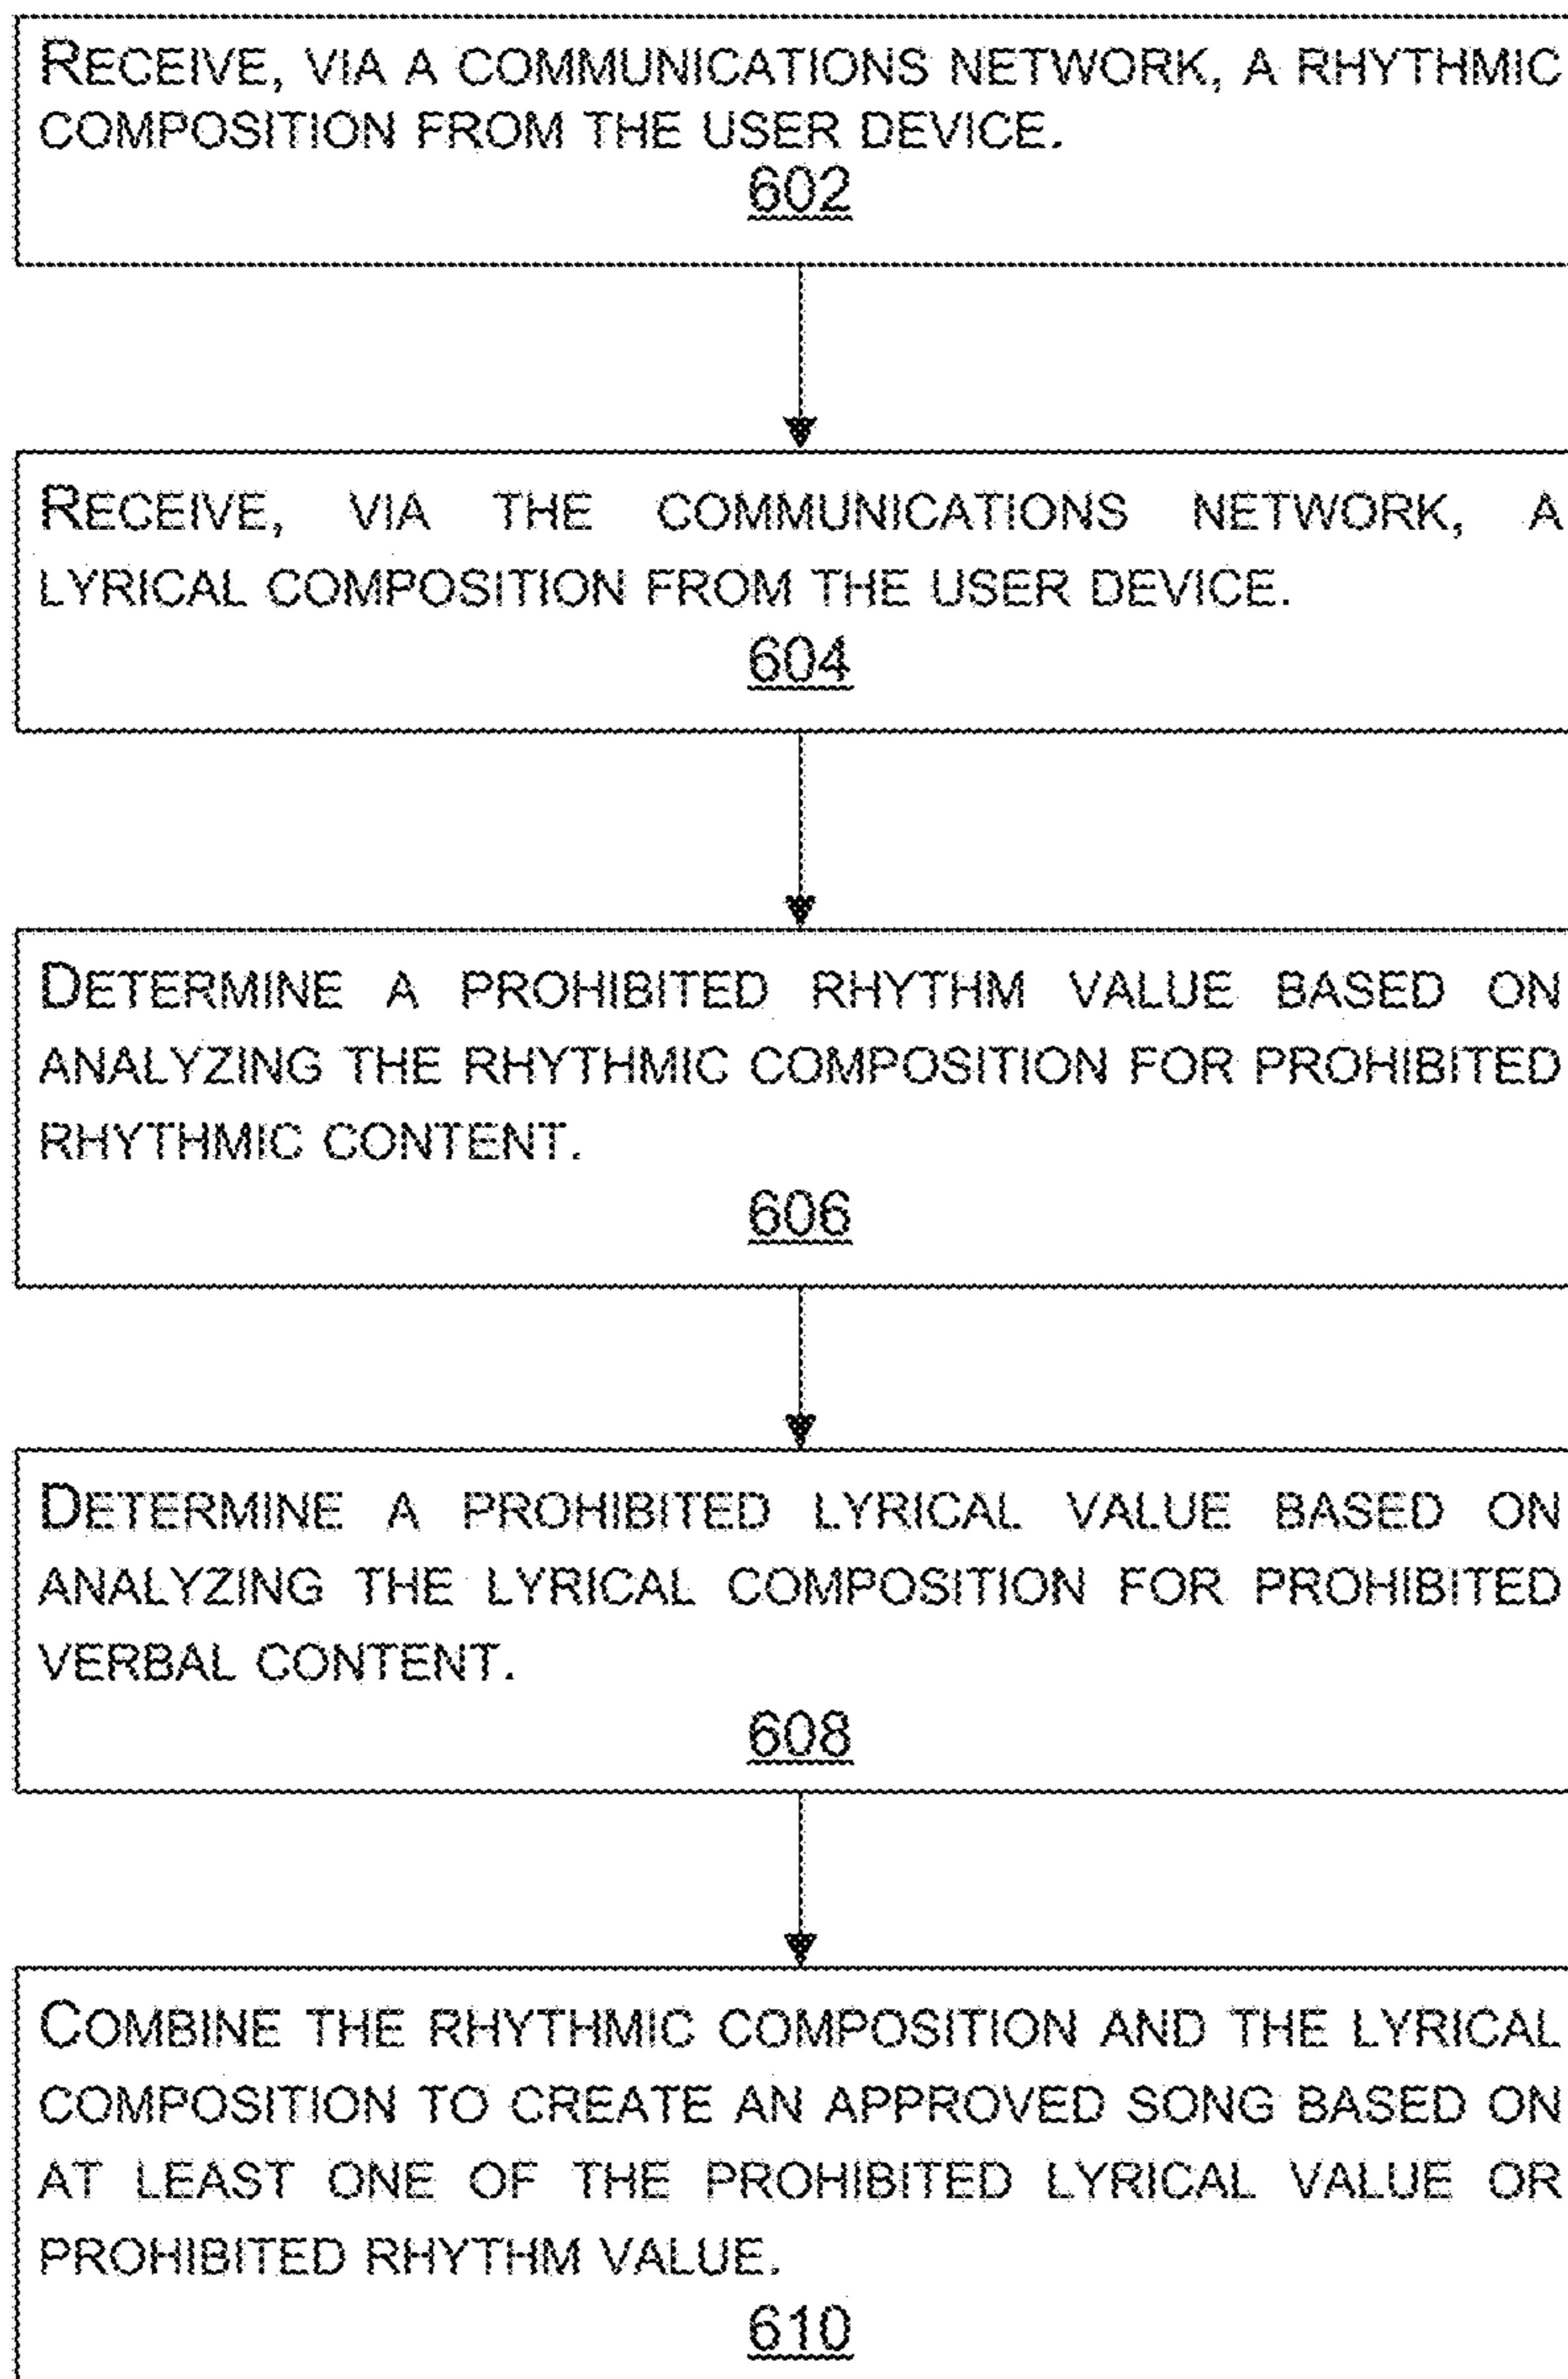 RECEIVE, VIA A COMMUNICATIONS NETWORK, A RHYTHMIC
COMPOSITION FROM THE USER DEVICE.
602
RECEIVE, VIA THE COMMUNICATIONS NETWORK, A
LYRICAL COMPOSITION FROM THE USER DEVICE.
604
DETERMINE A PROHIBITED RHYTHM VALUE BASED ON
ANALYZING THE RHYTHMIC COMPOSITION FOR PROHIBITED
RHYTHMIC CONTENT.
606
DETERMINE A PROHIBITED LYRICAL VALUE BASED ON
ANALYZING THE LYRICAL COMPOSITION FOR PROHIBITED
VERBAL CONTENT.
608
COMBINE THE RHYTHMIC COMPOSITION AND THE LYRICAL
COMPOSITION TO CREATE AN APPROVED SONG BASED ON
AT LEAST ONE OF THE PROHIBITED LYRICAL VALUE OR
PROHIBITED RHYTHM VALUE.
610